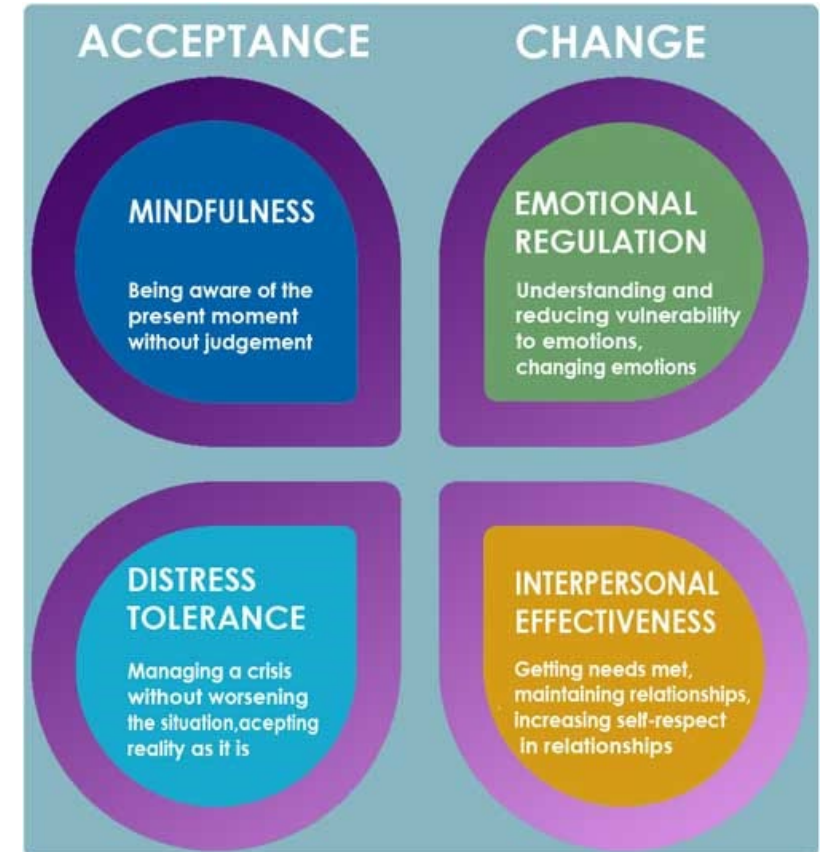 ACCEPTANCE
CHANGE
MINDFULNESS
Being aware of the
present moment
without judgement
EMOTIONAL
REGULATION
Understanding and
reducing vulnerability
to emotions,
changing emotions
DISTRESS
TOLERANCE
Managing a crisis
without worsening
the situation,acepting
reality as it is
INTERPERSONAL
EFFECTIVENESS
Getting needs met,
maintaining relationships,
increasing self-respect
in relationships